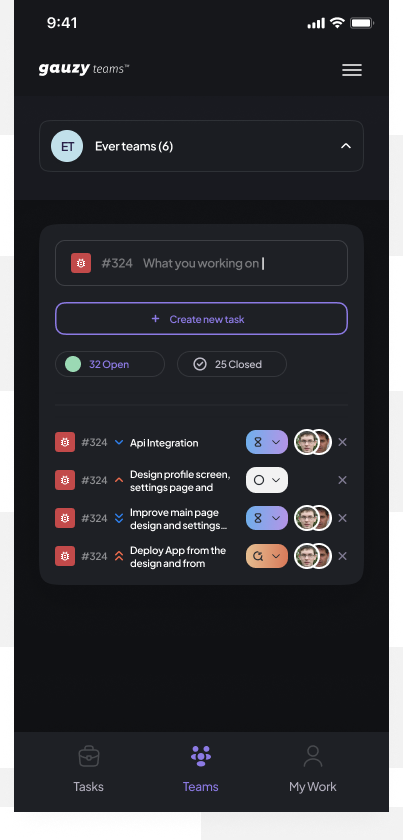 9:41
gauzy teams™
ET Ever teams (6)
#324 What you working on
+ Create new task
32 Open 25 Closed
#324 Api Integration
#324 Design profile screen,
settings page and
#324 Improve main page
design and settings...
#324 Deploy App from the
design and from
Tasks Teams My Work